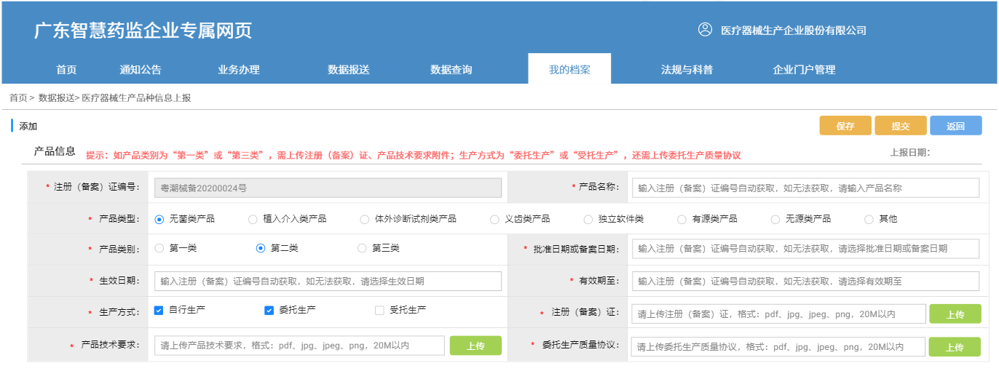 广东智慧药监企业专属网页
医疗器械生产企业股份有限公司
首页 通知公告 业务办理 数据报送 数据查询 我的档案 法规与科普 企业门户管理
首页 > 数据报送> 医疗器械生产品种信息上报
添加 保存 提交 返回
产品信息 提示：如产品类别为“第一类”或“第三类”，需上传注册（备案）证、产品技术要求附件；生产方式为“委托生产”或“受托生产”，还需上传委托生产质量协议 上报日期：
* 注册（备案）证编号： 粤潮械备20200024号 * 产品名称： 输入注册（备案）证编号自动获取，如无法获取，请输入产品名称
* 产品类型： 无菌类产品 植入介入类产品 体外诊断试剂类产品 义齿类产品 独立软件类 有源类产品 无源类产品 其他
* 产品类别： 第一类 第二类 第三类 * 批准日期或备案日期： 输入注册（备案）证编号自动获取，如无法获取，请选择批准日期或备案日期
* 生效日期： 输入注册（备案）证编号自动获取，如无法获取，请选择生效日期 * 有效期至： 输入注册（备案）证编号自动获取，如无法获取，请选择有效期至
* 生产方式： 自行生产 委托生产 受托生产 * 注册（备案）证： 请上传注册（备案）证，格式：pdf、jpg、jpeg、png，20M以内 上传
* 产品技术要求： 请上传产品技术要求，格式：pdf、jpg、jpeg、png，20M以内 上传 * 委托生产质量协议： 请上传委托生产质量协议，格式：pdf、jpg、jpeg、png，20M以内 上传